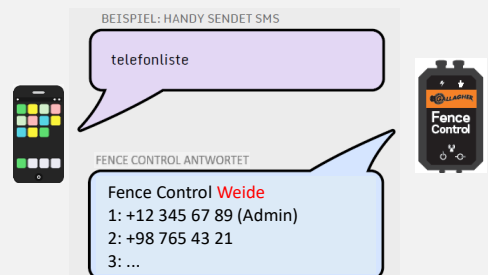 BEISPIEL: HANDY SENDET SMS
telefonliste
GALLAGHER
Fence
Control
FENCE CONTROL ANTWORTET
Fence Control Weide
1: +12 345 67 89 (Admin)
2: +98 765 43 21
3: ...